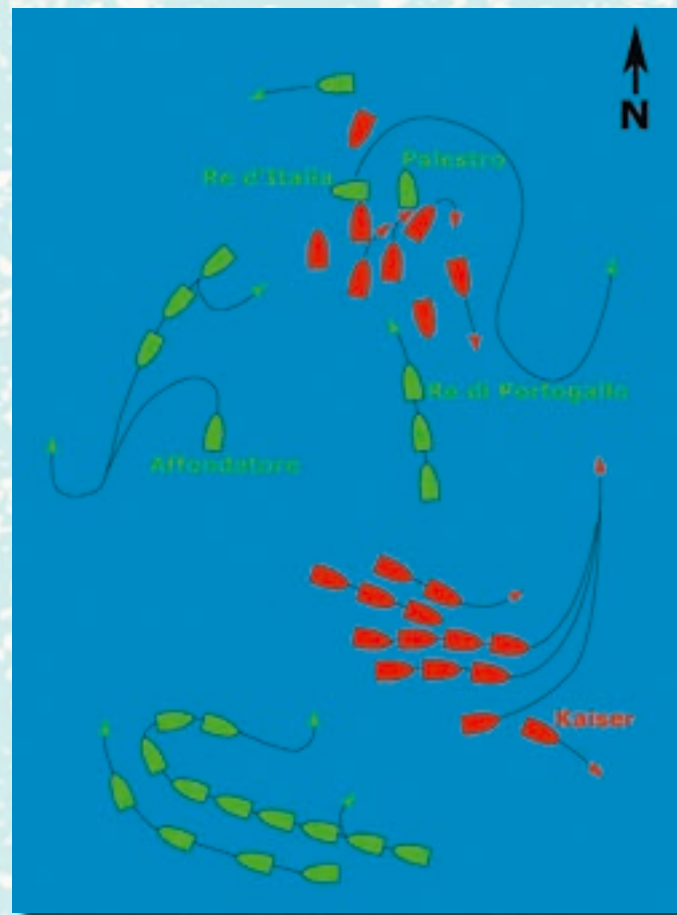 N
Palestro
Re d'Italia
Re di Portogallo
Affondatore
Kaiser